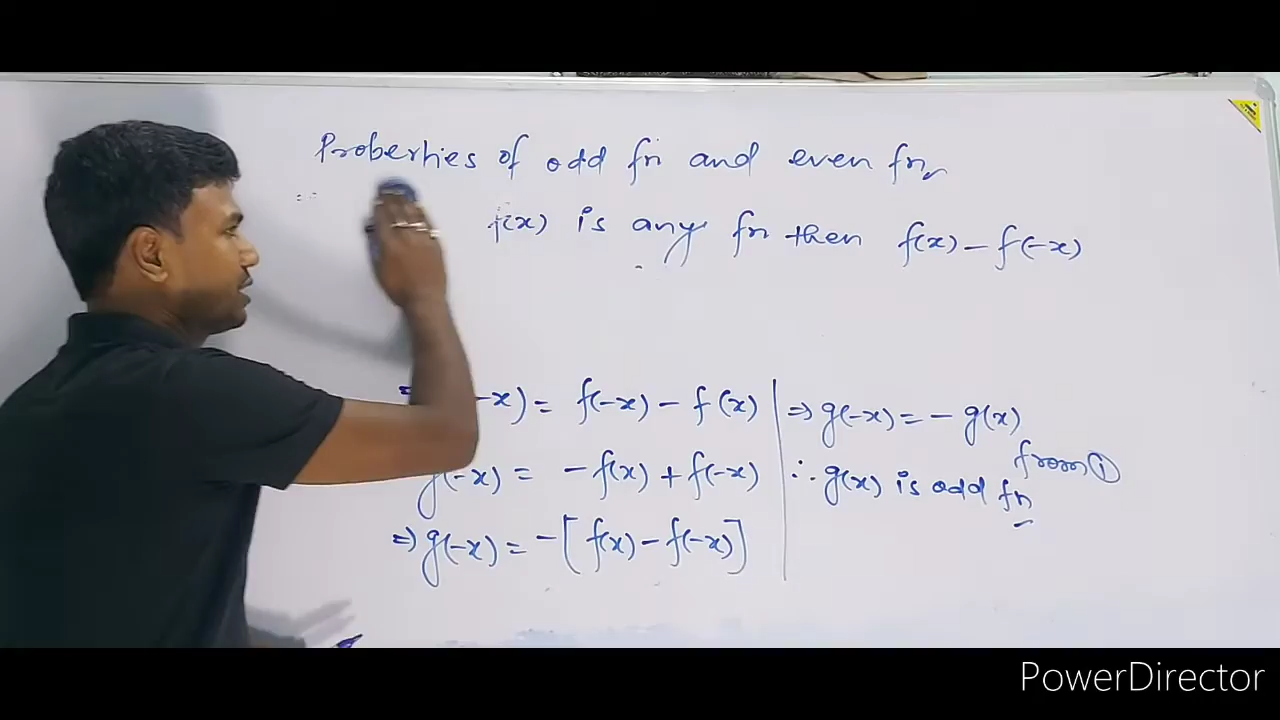 Properties of odd fn and even fn
f(x) is any fn then f(x) - f(-x)
-x) = f(-x) - f(x)
g(-x) = - f(x) + f(-x)
⇒ g(-x) = -[f(x) - f(-x)]
⇒ g(-x) = - g(x)
from ①
∴ g(x) is odd fn
PowerDirector